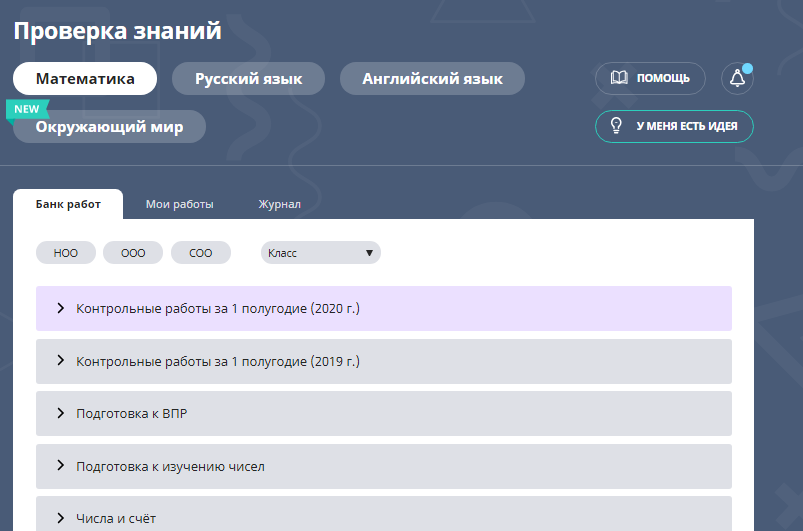 Проверка знаний
Математика
Русский язык
Английский язык
ПОМОЩЬ
NEW
Окружающий мир
У МЕНЯ ЕСТЬ ИДЕЯ
Банк работ
Мои работы
Журнал
НОО
ООО
СОО
Класс
Контрольные работы за 1 полугодие (2020 г.)
Контрольные работы за 1 полугодие (2019 г.)
Подготовка к ВПР
Подготовка к изучению чисел
Числа и счёт